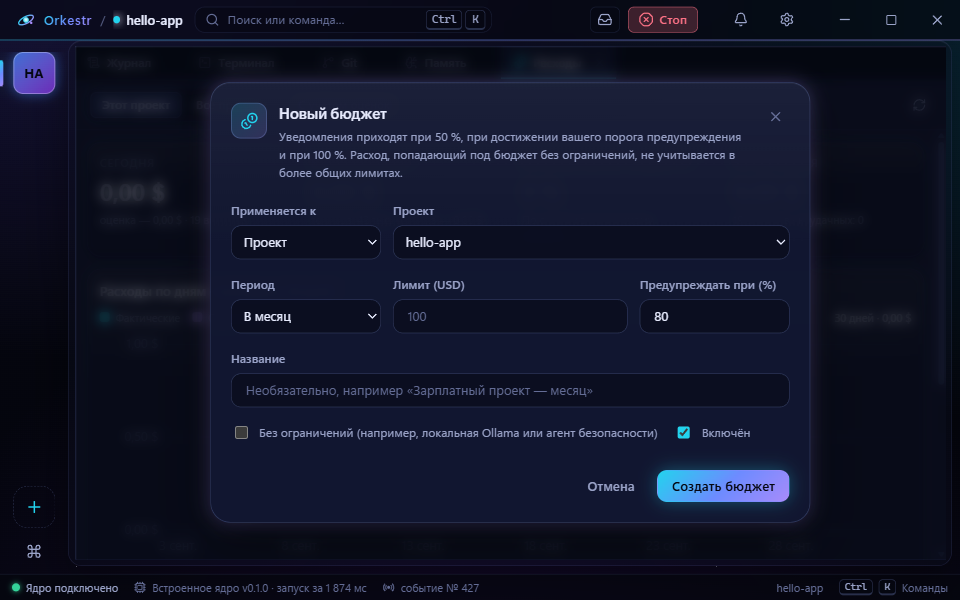 Orkestr / hello-app
Поиск или команда...
Ctrl K
Стоп
HA
Новый бюджет
Уведомления приходят при 50 %, при достижении вашего порога предупреждения
и при 100 %. Расход, попадающий под бюджет без ограничений, не учитывается в
более общих лимитах.
Применяется к
Проект
Проект
hello-app
Период
Лимит (USD)
Предупреждать при (%)
В месяц
100
80
Название
Необязательно, например «Зарплатный проект — месяц»
Без ограничений (например, локальная Ollama или агент безопасности)
Включён
Отмена
Создать бюджет
Ядро подключено
Встроенное ядро v0.1.0 · запуск за 1 874 мс
событие № 427
hello-app
Ctrl K Команды